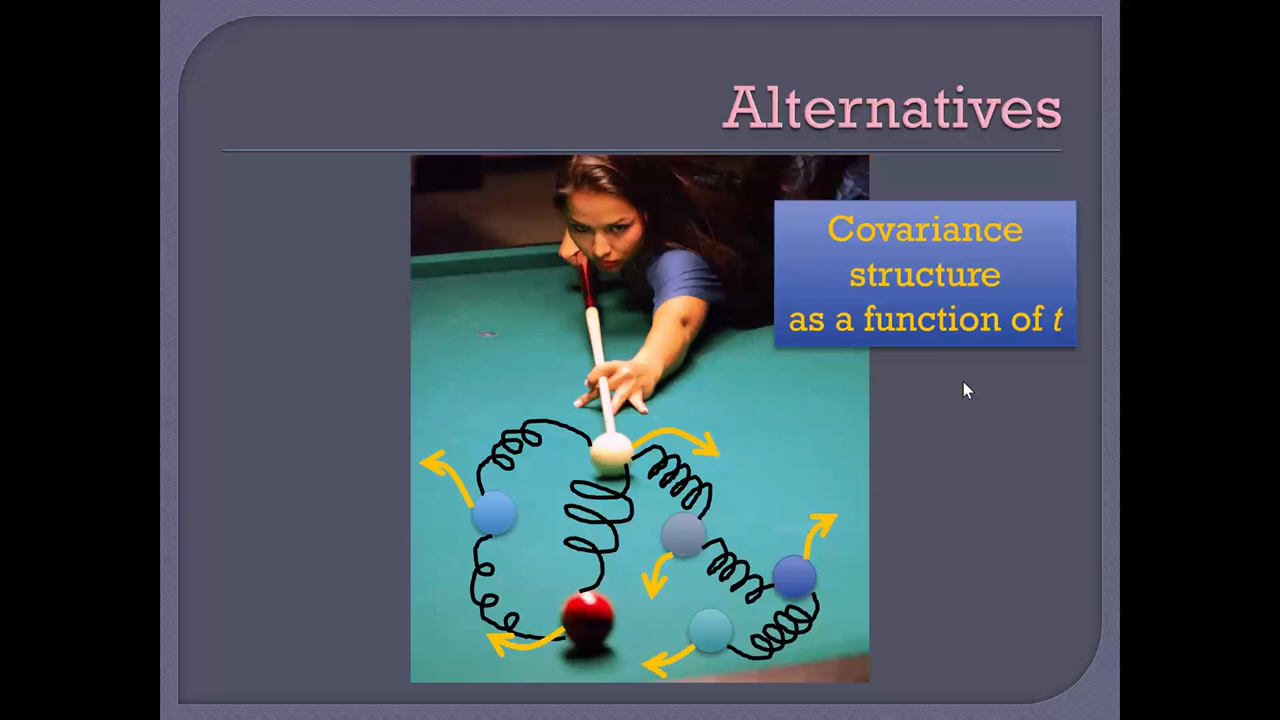 Alternatives
Covariance
structure
as a function of t